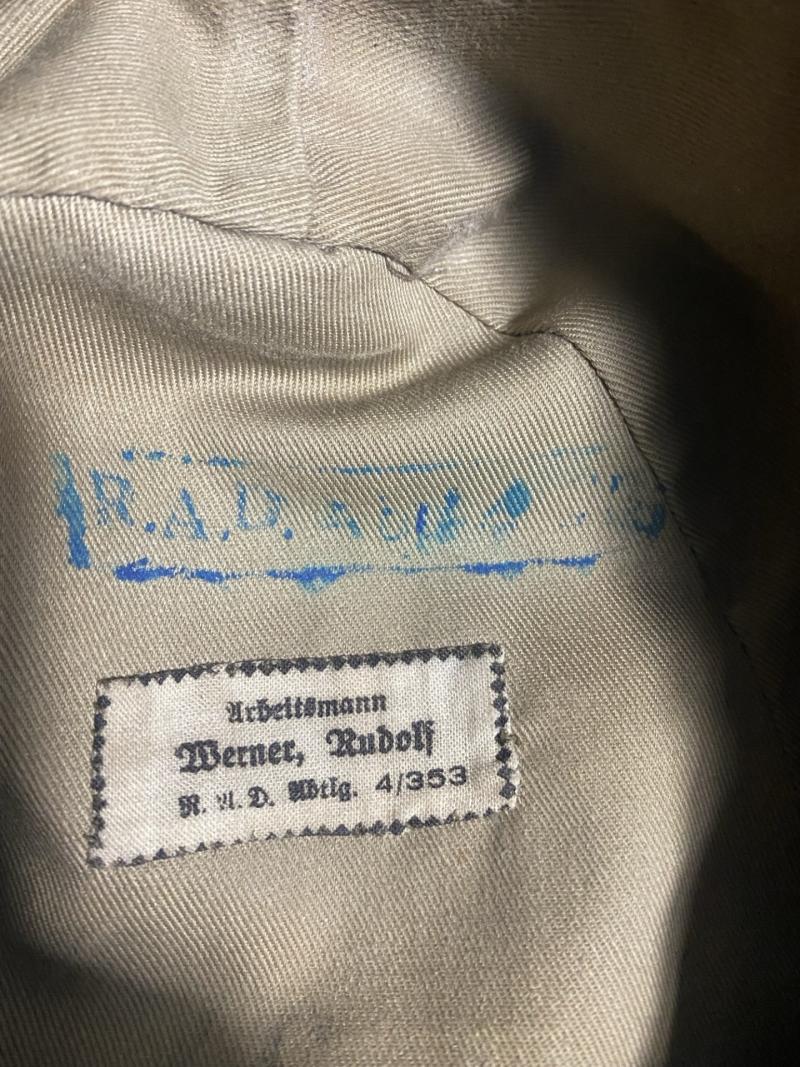 R.A.D.
Arbeitsmann
Werner, Rudolf
R. A. D. Abtlg. 4/353